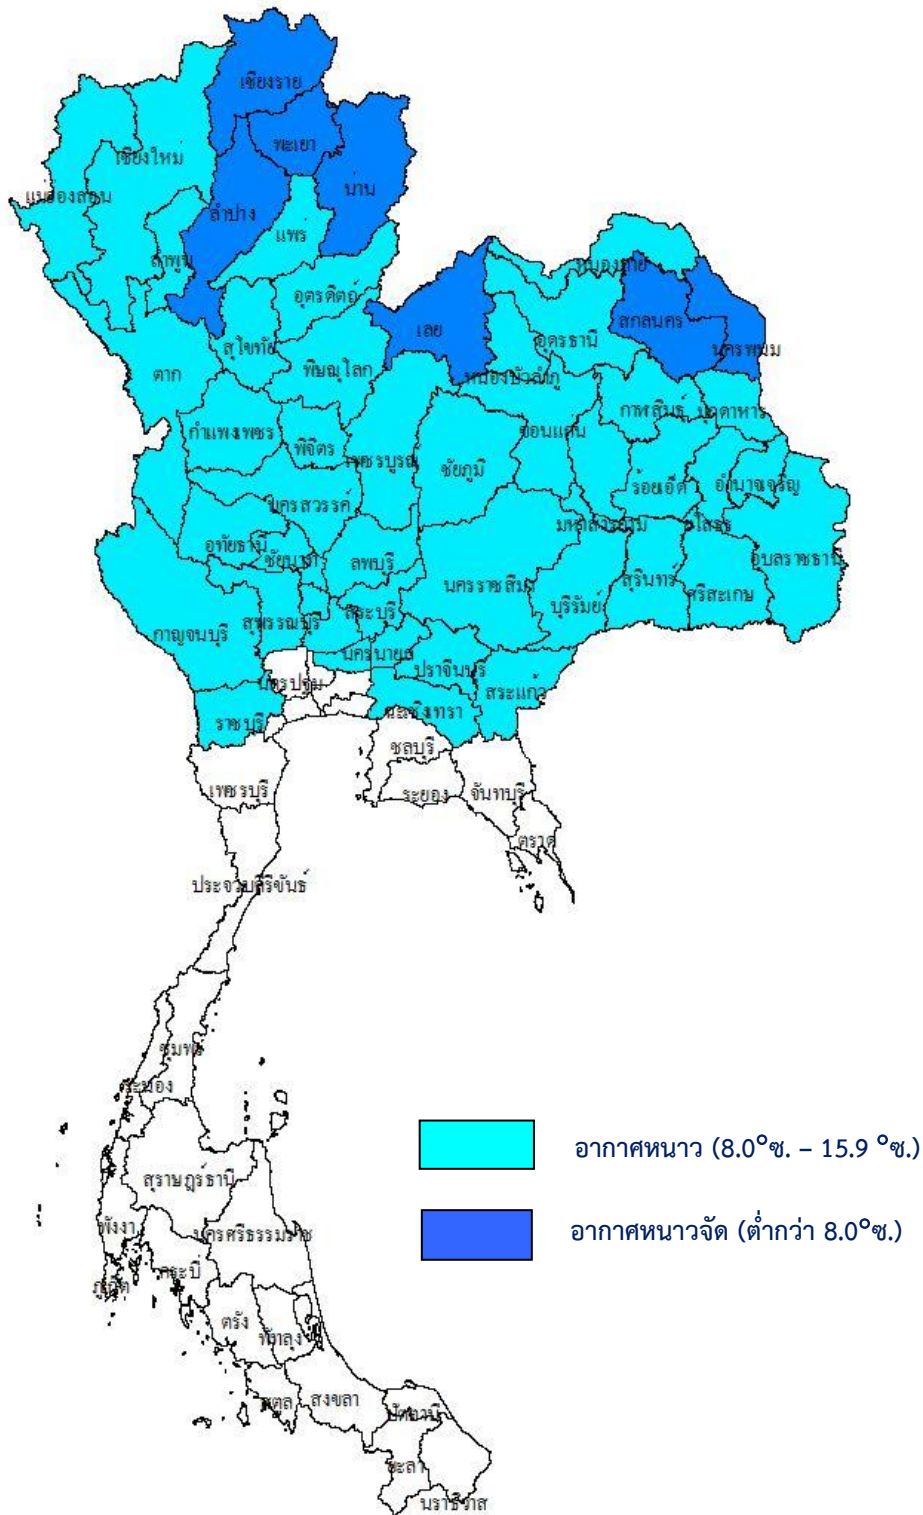 เชียงราย
พะเยา
เชียงใหม่
น่าน
แม่ฮ่องสอน
ลำปาง
แพร่
ลำพูน
หนองคาย
อุตรดิตถ์
สกลนคร
เลย
อุดรธานี
สุโขทัย
นครพนม
พิษณุโลก
ตาก
หนองบัวลำภู
กาฬสินธุ์
มุกดาหาร
กำแพงเพชร
ขอนแก่น
พิจิตร
เพชรบูรณ์
ชัยภูมิ
ร้อยเอ็ด
อำนาจเจริญ
นครสวรรค์
มหาสารคาม
ยโสธร
อุทัยธานี
ชัยนาท
ลพบุรี
อุบลราชธานี
นครราชสีมา
สุรินทร์
ศรีสะเกษ
บุรีรัมย์
สุพรรณบุรี
สระบุรี
กาญจนบุรี
นครนายก
ปราจีนบุรี
นครปฐม
สระแก้ว
ราชบุรี
ฉะเชิงเทรา
ชลบุรี
เพชรบุรี
ระยอง
จันทบุรี
ตราด
ประจวบคีรีขันธ์
ชุมพร
ระนอง
อากาศหนาว (8.0°ซ. – 15.9 °ซ.)
สุราษฎร์ธานี
พังงา
นครศรีธรรมราช
อากาศหนาวจัด (ต่ำกว่า 8.0°ซ.)
กระบี่
ภูเก็ต
ตรัง
พัทลุง
สตูล
สงขลา
ปัตตานี
ยะลา
นราธิวาส